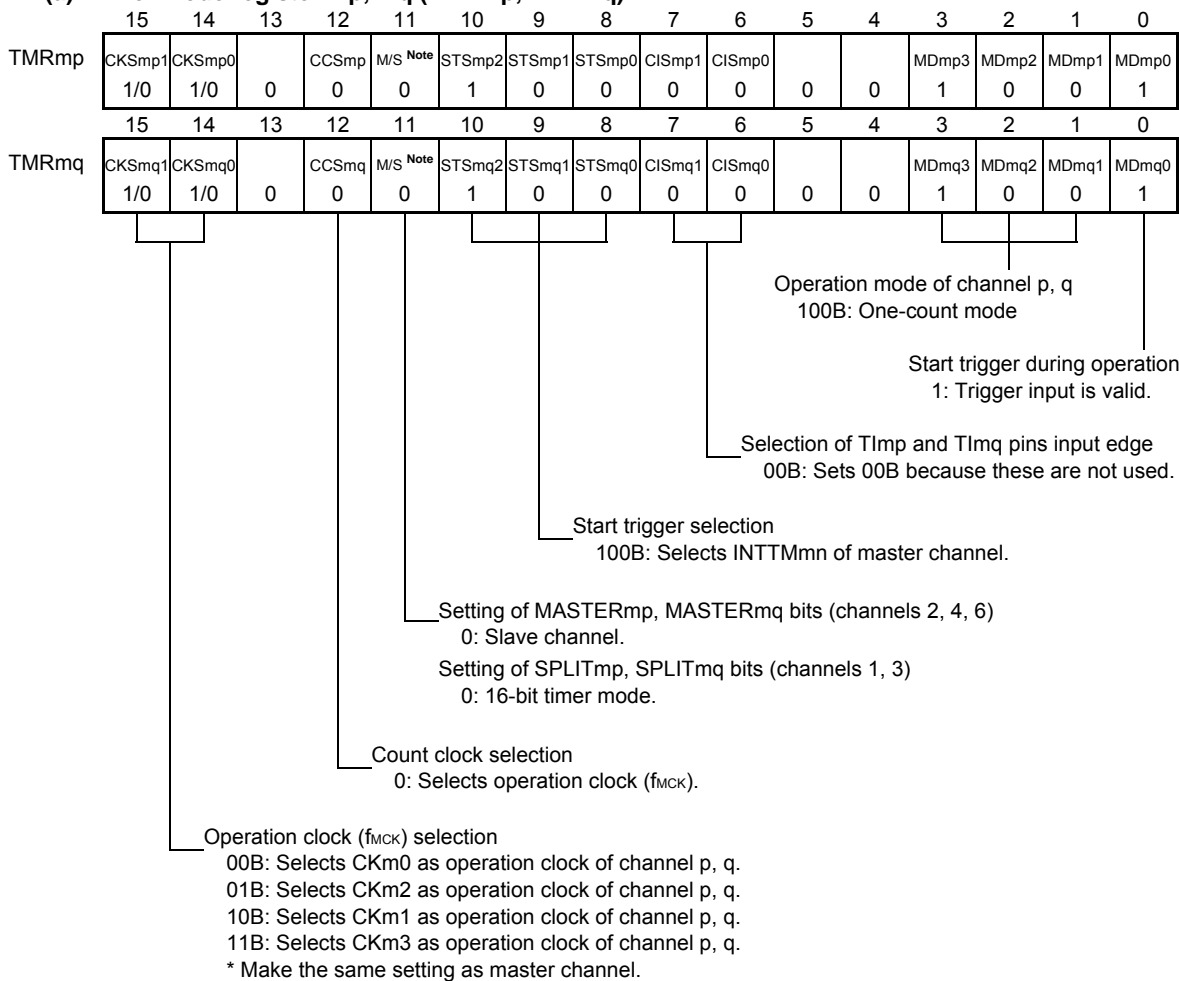 15 14 13 12 11 10 9 8 7 6 5 4 3 2 1 0
TMRmp CKSmp1 CKSmp0 CCSmp M/S Note STSmp2 STSmp1 STSmp0 CISmp1 CISmp0 MDmp3 MDmp2 MDmp1 MDmp0
1/0 1/0 0 0 0 1 0 0 0 0 0 0 1 0 0 1
15 14 13 12 11 10 9 8 7 6 5 4 3 2 1 0
TMRmq CKSmq1 CKSmq0 CCSmq M/S Note STSmq2 STSmq1 STSmq0 CISmq1 CISmq0 MDmq3 MDmq2 MDmq1 MDmq0
1/0 1/0 0 0 0 1 0 0 0 0 0 0 1 0 0 1
Operation mode of channel p, q
100B: One-count mode
Start trigger during operation
1: Trigger input is valid.
Selection of TImp and TImq pins input edge
00B: Sets 00B because these are not used.
Start trigger selection
100B: Selects INTTMmn of master channel.
Setting of MASTERmp, MASTERmq bits (channels 2, 4, 6)
0: Slave channel.
Setting of SPLITmp, SPLITmq bits (channels 1, 3)
0: 16-bit timer mode.
Count clock selection
0: Selects operation clock (fMCK).
Operation clock (fMCK) selection
00B: Selects CKm0 as operation clock of channel p, q.
01B: Selects CKm2 as operation clock of channel p, q.
10B: Selects CKm1 as operation clock of channel p, q.
11B: Selects CKm3 as operation clock of channel p, q.
* Make the same setting as master channel.